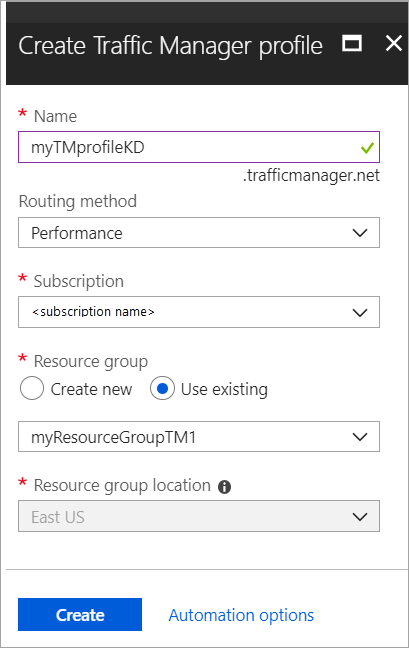 Create Traffic Manager profile
* Name
myTMprofileKD
.trafficmanager.net
Routing method
Performance
* Subscription
<subscription name>
* Resource group
Create new Use existing
myResourceGroupTM1
* Resource group location
East US
Create Automation options